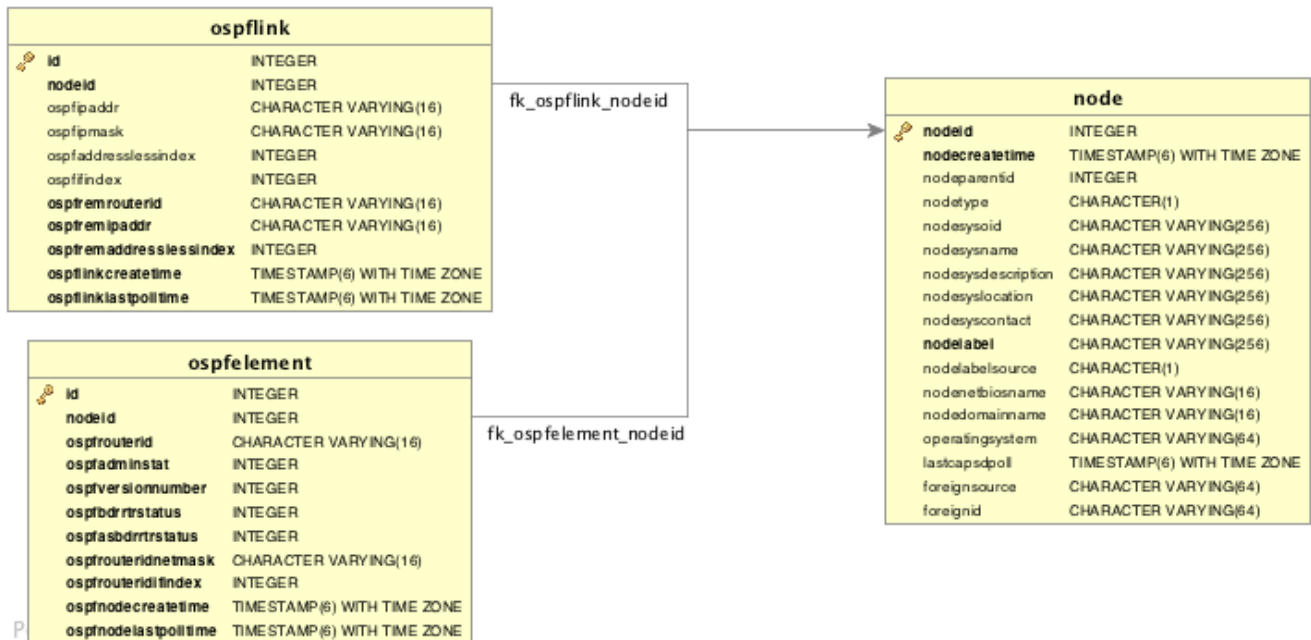 ospflink
id INTEGER
nodeid INTEGER
ospfipaddr CHARACTER VARYING(16)
ospfipmask CHARACTER VARYING(16)
ospfaddresslessindex INTEGER
ospfifindex INTEGER
ospfremrouterid CHARACTER VARYING(16)
ospfremipaddr CHARACTER VARYING(16)
ospfremaddresslessindex INTEGER
ospflinkcreatetime TIMESTAMP(6) WITH TIME ZONE
ospflinklastpolltime TIMESTAMP(6) WITH TIME ZONE
fk_ospflink_nodeid
node
nodeid INTEGER
nodecreatetime TIMESTAMP(6) WITH TIME ZONE
nodeparentid INTEGER
nodetype CHARACTER(1)
nodesysoid CHARACTER VARYING(256)
nodesysname CHARACTER VARYING(256)
nodesysdescription CHARACTER VARYING(256)
nodesyslocation CHARACTER VARYING(256)
nodesyscontact CHARACTER VARYING(256)
nodelabel CHARACTER VARYING(256)
nodelabelsource CHARACTER(1)
nodenetbiosname CHARACTER VARYING(16)
nodedomainname CHARACTER VARYING(16)
operatingsystem CHARACTER VARYING(64)
lastcapsdpoll TIMESTAMP(6) WITH TIME ZONE
foreignsource CHARACTER VARYING(64)
foreignid CHARACTER VARYING(64)
ospfelement
id INTEGER
nodeid INTEGER
ospfrouterid CHARACTER VARYING(16)
ospfadminstat INTEGER
ospfversionnumber INTEGER
ospfbdrrtrstatus INTEGER
ospfasbdrrtrstatus INTEGER
ospfrouteridnetmask CHARACTER VARYING(16)
ospfrouteridifindex INTEGER
ospfnodecreatetime TIMESTAMP(6) WITH TIME ZONE
ospfnodelastpolltime TIMESTAMP(6) WITH TIME ZONE
fk_ospfelement_nodeid